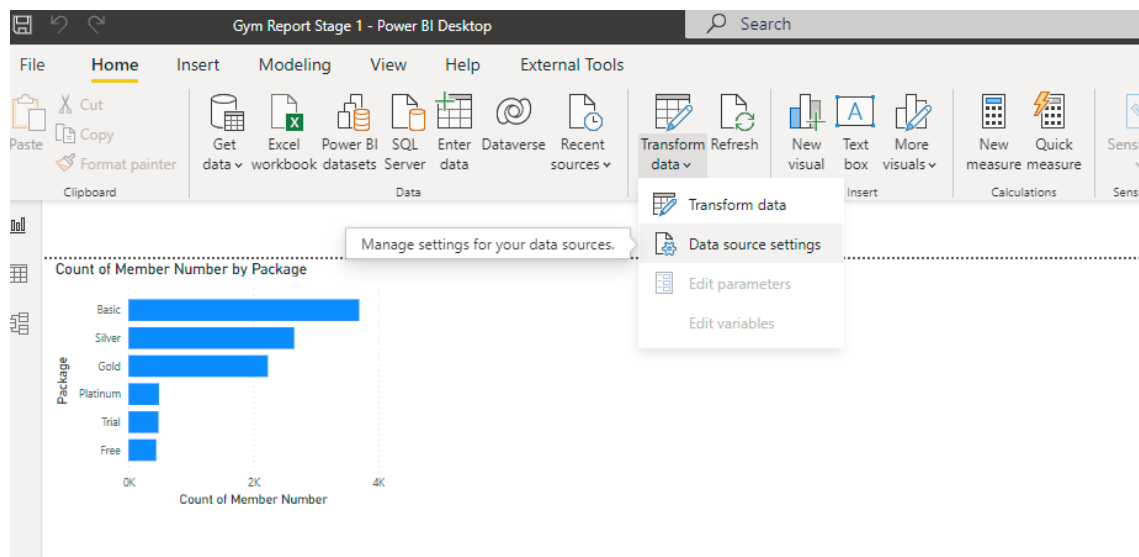 Gym Report Stage 1 - Power BI Desktop
Search
File Home Insert Modeling View Help External Tools
Paste
Cut
Copy
Format painter
Clipboard
Get data
Excel workbook
Power BI datasets
SQL Server
Enter data
Dataverse
Recent sources
Data
Transform data
Refresh
New visual
Text box
More visuals
Insert
New measure
Quick measure
Calculations
Sens
Sens
Transform data
Data source settings
Edit parameters
Edit variables
Manage settings for your data sources.
Count of Member Number by Package
Package
Basic
Silver
Gold
Platinum
Trial
Free
0K 2K 4K
Count of Member Number